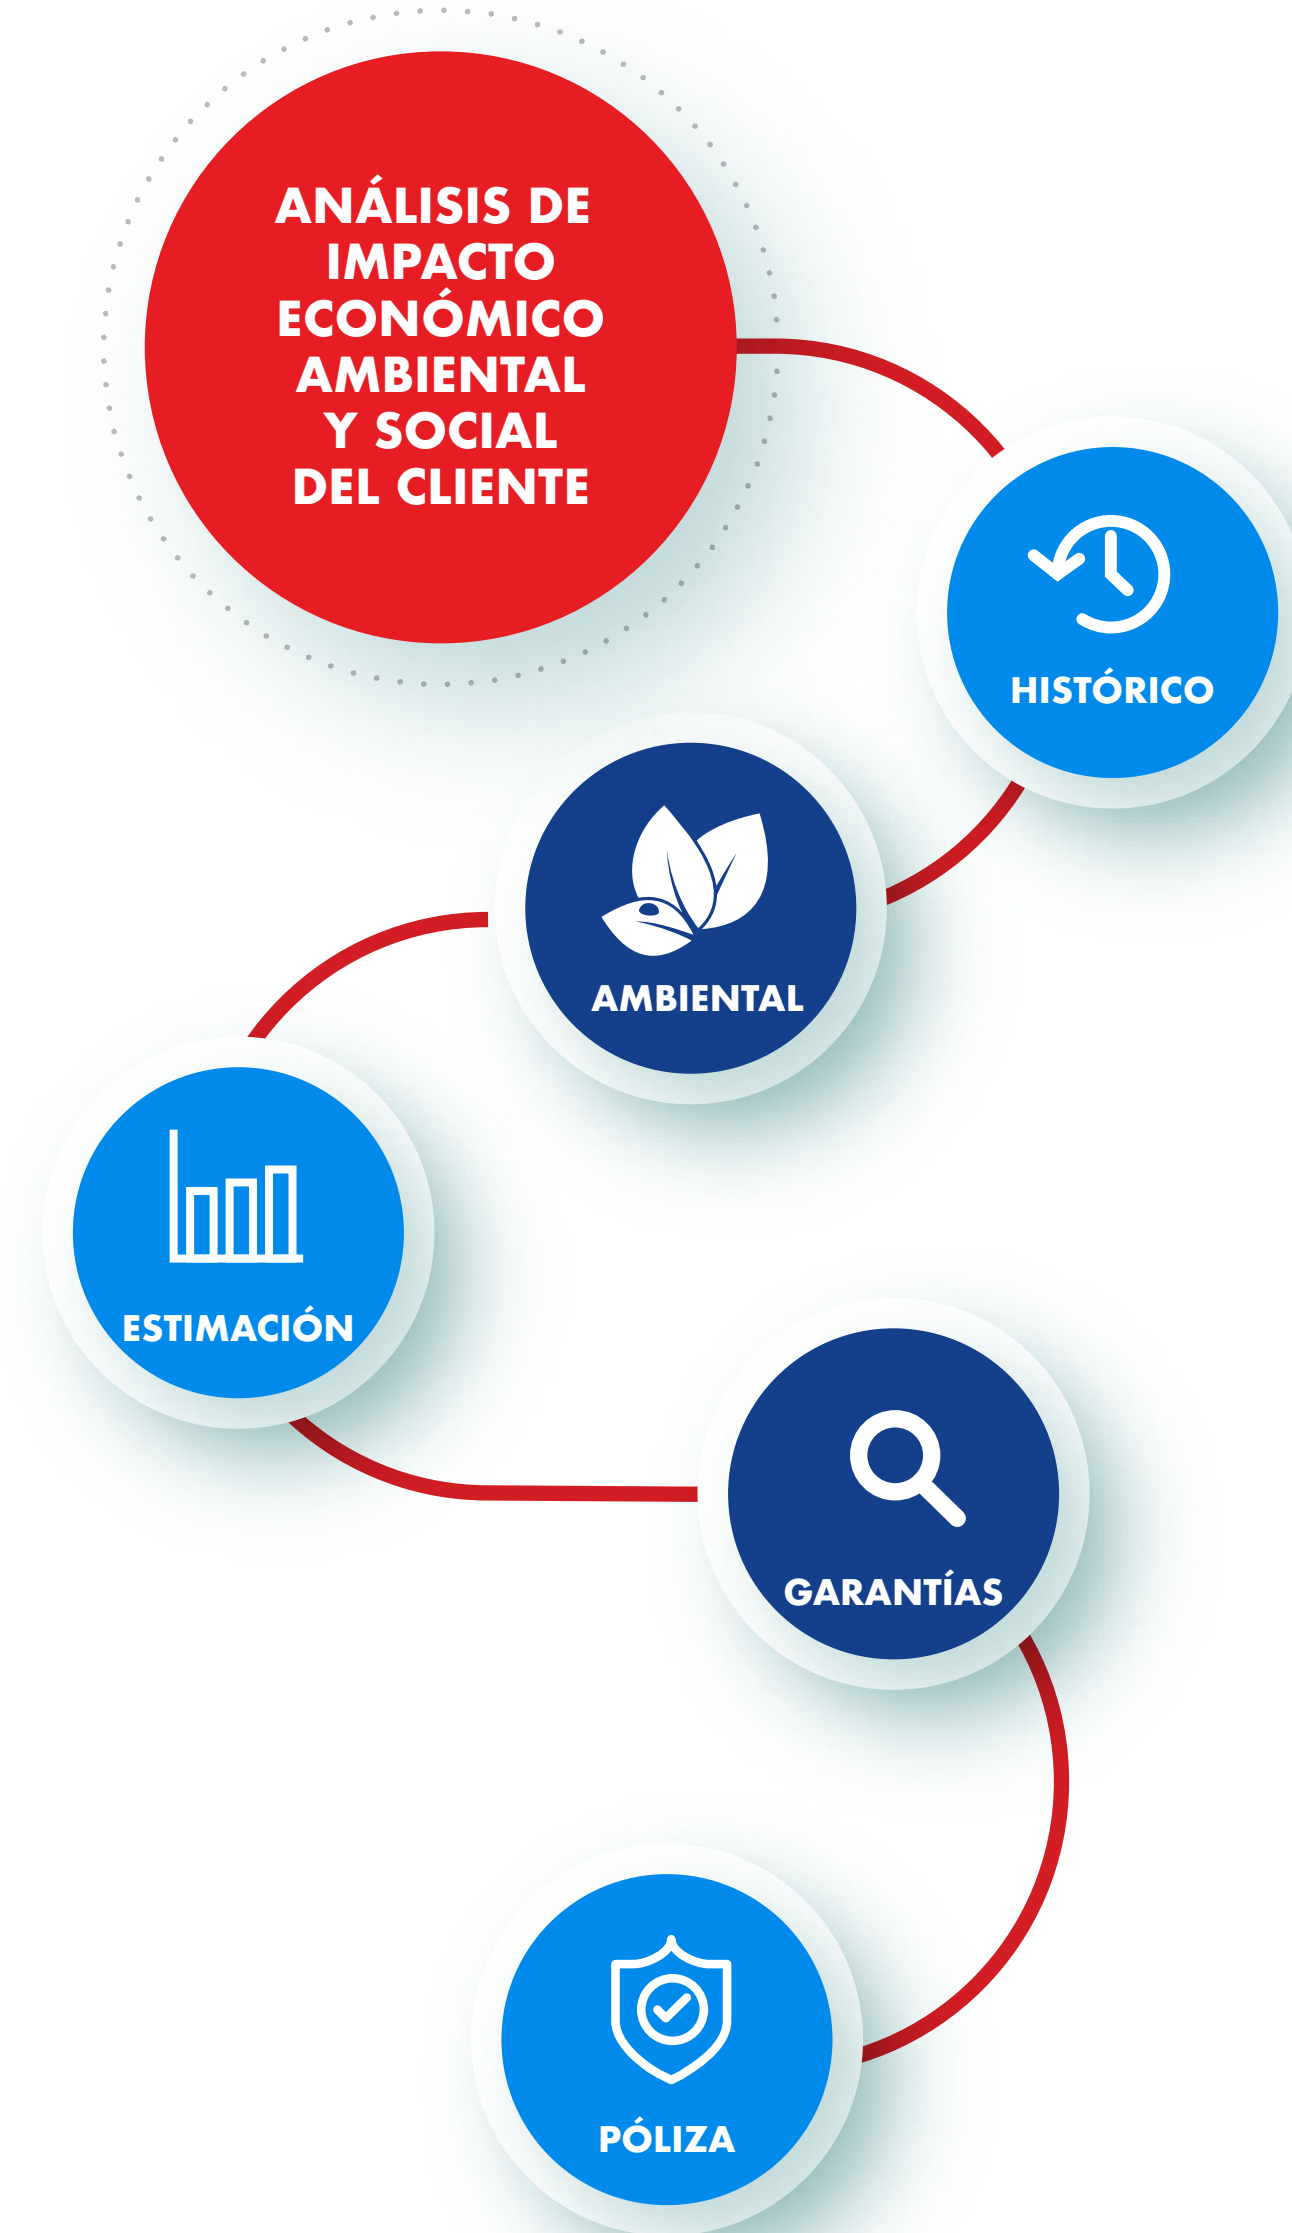 ANÁLISIS DE
IMPACTO
ECONÓMICO
AMBIENTAL
Y SOCIAL
DEL CLIENTE
HISTÓRICO
AMBIENTAL
ESTIMACIÓN
GARANTÍAS
PÓLIZA